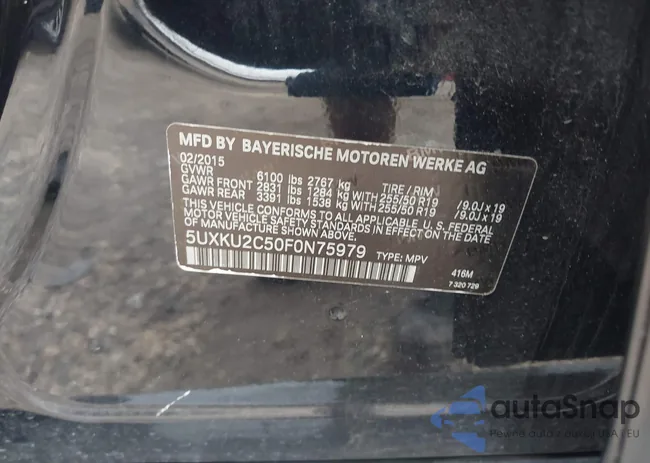 MFD BY BAYERISCHE MOTOREN WERKE AG
02/2015
GVWR 6100 lbs 2767 kg TIRE / RIM
GAWR FRONT 2831 lbs 1284 kg WITH 255/50 R19 /9.0J x 19
GAWR REAR 3391 lbs 1538 kg WITH 255/50 R19 /9.0J x 19
THIS VEHICLE CONFORMS TO ALL APPLICABLE U.S. FEDERAL
MOTOR VEHICLE SAFETY STANDARDS IN EFFECT ON THE
DATE OF MANUFACTURE SHOWN ABOVE.
5UXKU2C50F0N75979 TYPE: MPV
416M
7 320 729
autoSnap